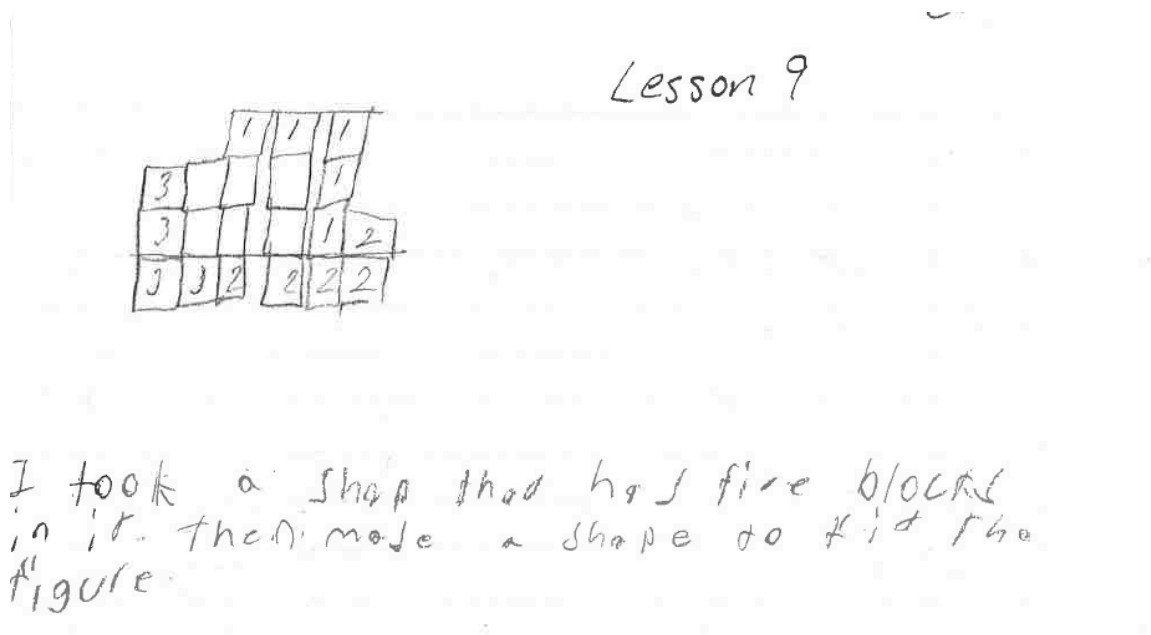 Lesson 9
1 1 1
3 1
3 1 2
3 3 2 2 2 2
I took a shap that has five blocks
in it. then made a shape to fit the
figure.